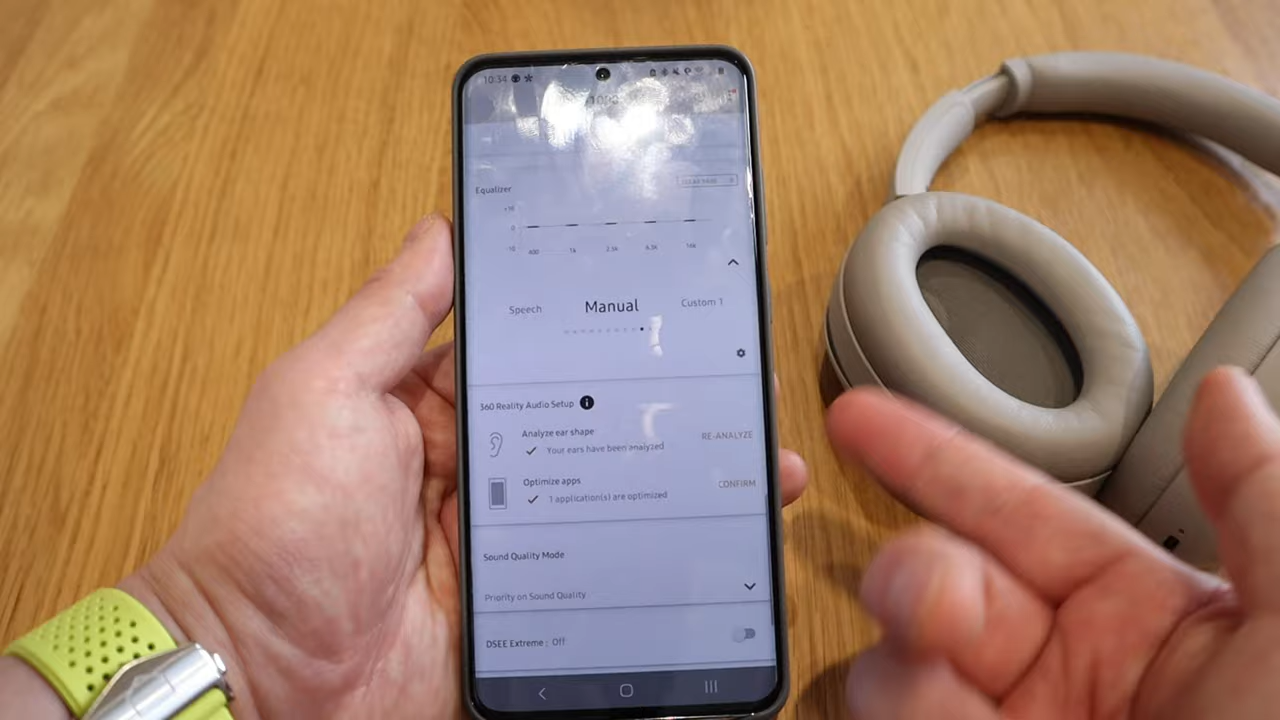 10:34
Equalizer
+10
0
-10
400 1k 2.5k 6.3k 16k
Speech Manual Custom 1
360 Reality Audio Setup i
Analyze ear shape
Your ears have been analyzed
RE-ANALYZE
Optimize apps
1 application(s) are optimized
CONFIRM
Sound Quality Mode
Priority on Sound Quality
DSEE Extreme : Off